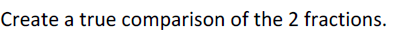 Create a true comparison of the 2 fractions.